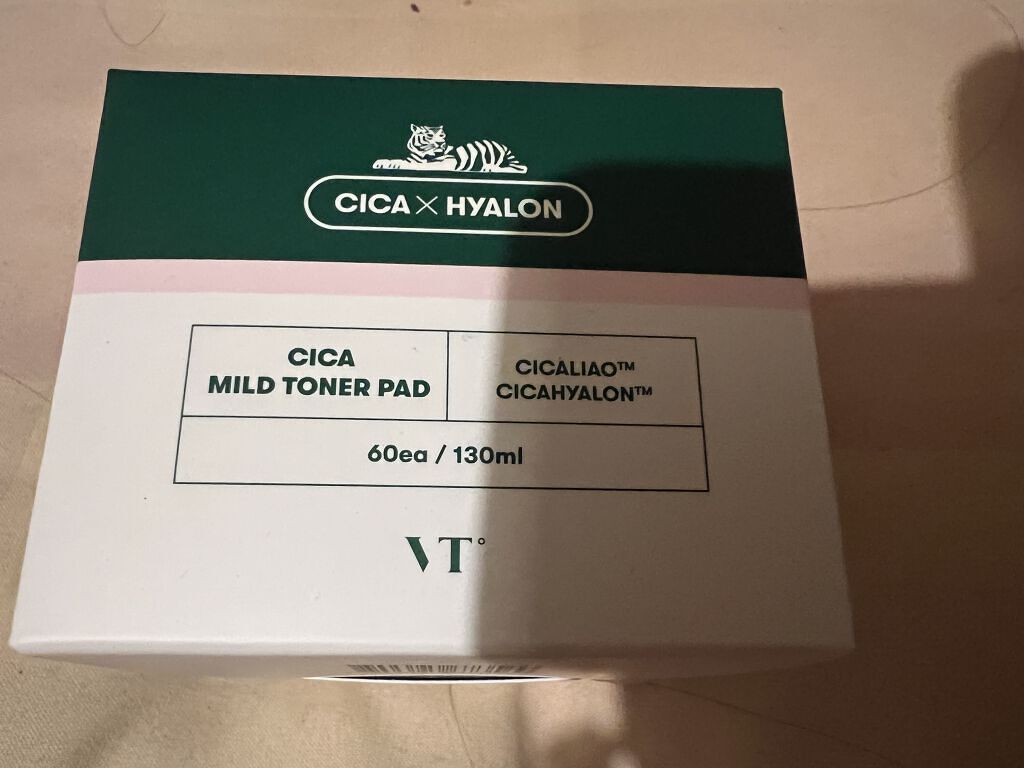 CICA X HYALON
CICA
MILD TONER PAD
CICALIAO™
CICAHYALON™
60ea / 130ml
VT°